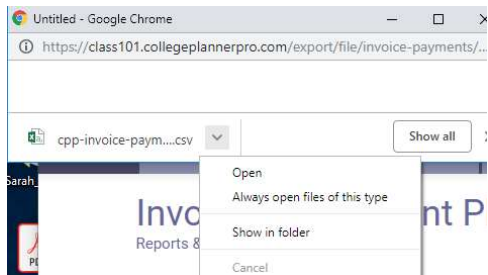 Untitled - Google Chrome
https://class101.collegeplannerpro.com/export/file/invoice-payments/...
cpp-invoice-paym....csv
Show all
Open
Always open files of this type
Show in folder
Cancel
Sarah_
Invo
nt P
Reports &